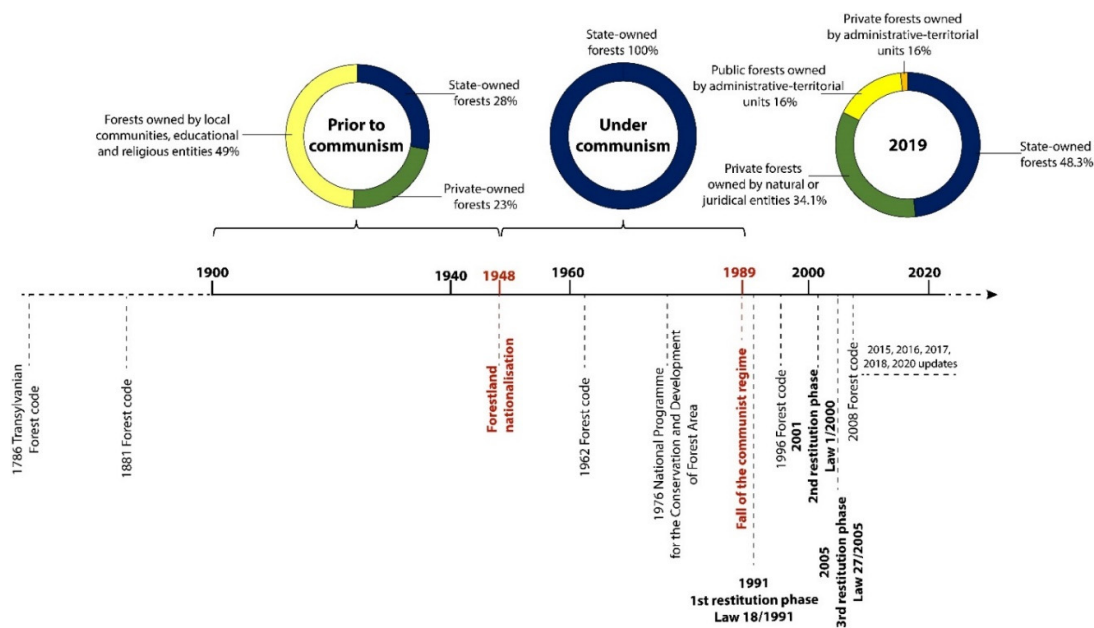 State-owned
forests 100%
Private forests owned
by administrative-territorial
units 16%
Public forests owned
by administrative-territorial
units 16%
State-owned
forests 28%
Forests owned by local
communities, educational
and religious entities 49%
Prior to
communism
Under
communism
2019
State-owned
forests 48.3%
Private-owned
forests 23%
Private forests
owned by natural or
juridical entities 34.1%
1900
1940
1948
1960
1989
2000
2020
1786 Transylvanian
Forest code
1881 Forest code
Forestland
nationalisation
1962 Forest code
1976 National Programme
for the Conservation and Development
of Forest Area
Fall of the communist regime
1991
1st restitution phase
Law 18/1991
1996 Forest code
2001
2nd restitution phase
Law 1/2000
2005
3rd restitution phase
Law 27/2005
2008 Forest code
2015, 2016, 2017,
2018, 2020 updates